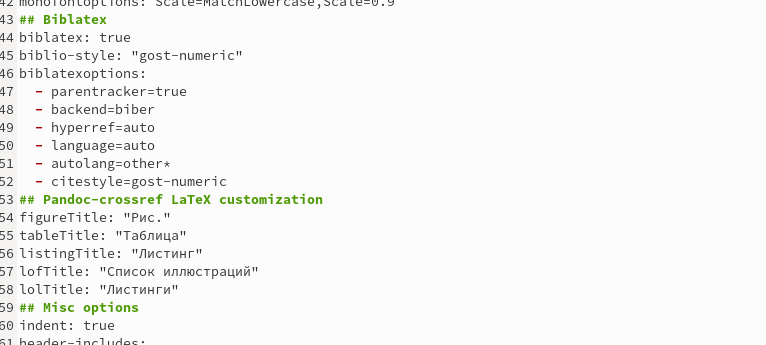 42 monofontoptions: Scale=MatchLowercase,Scale=0.9
43 ## Biblatex
44 biblatex: true
45 biblio-style: "gost-numeric"
46 biblatexoptions:
47   - parentracker=true
48   - backend=biber
49   - hyperref=auto
50   - language=auto
51   - autolang=other*
52   - citestyle=gost-numeric
53 ## Pandoc-crossref LaTeX customization
54 figureTitle: "Рис."
55 tableTitle: "Таблица"
56 listingTitle: "Листинг"
57 lofTitle: "Список иллюстраций"
58 lolTitle: "Листинги"
59 ## Misc options
60 indent: true
61 header-includes: